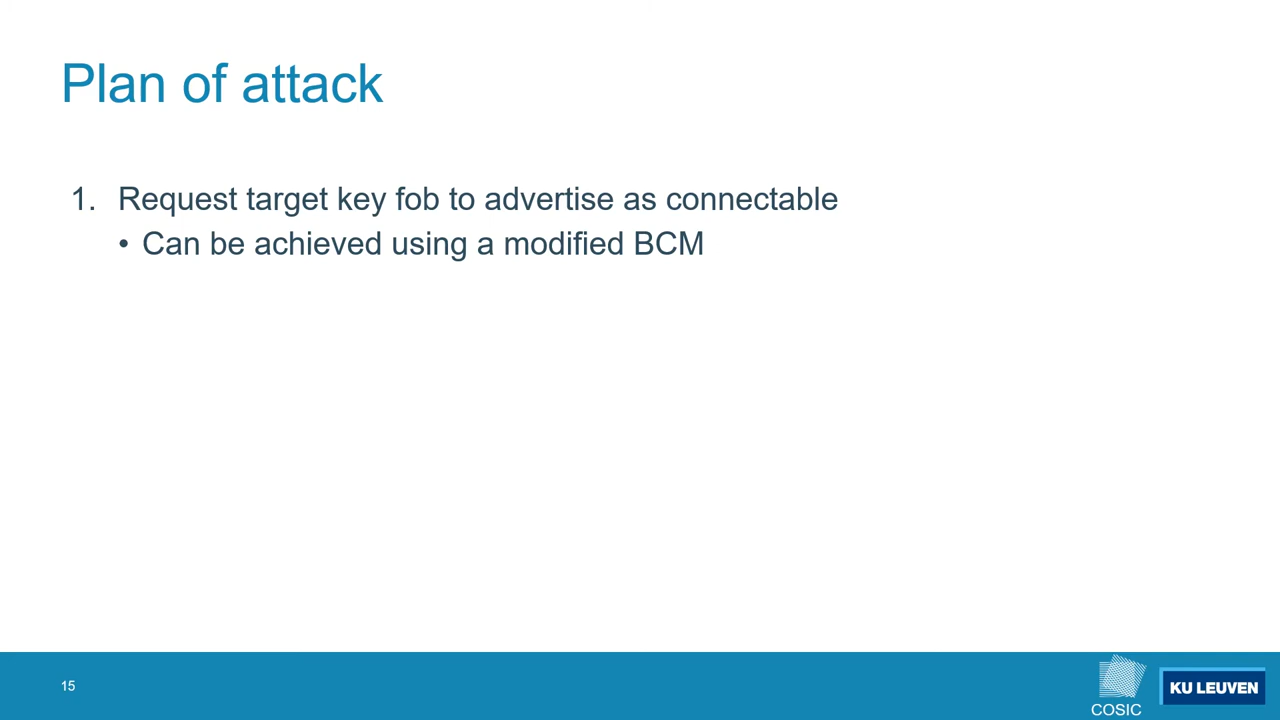 Plan of attack
1. Request target key fob to advertise as connectable
• Can be achieved using a modified BCM
15
COSIC
KU LEUVEN